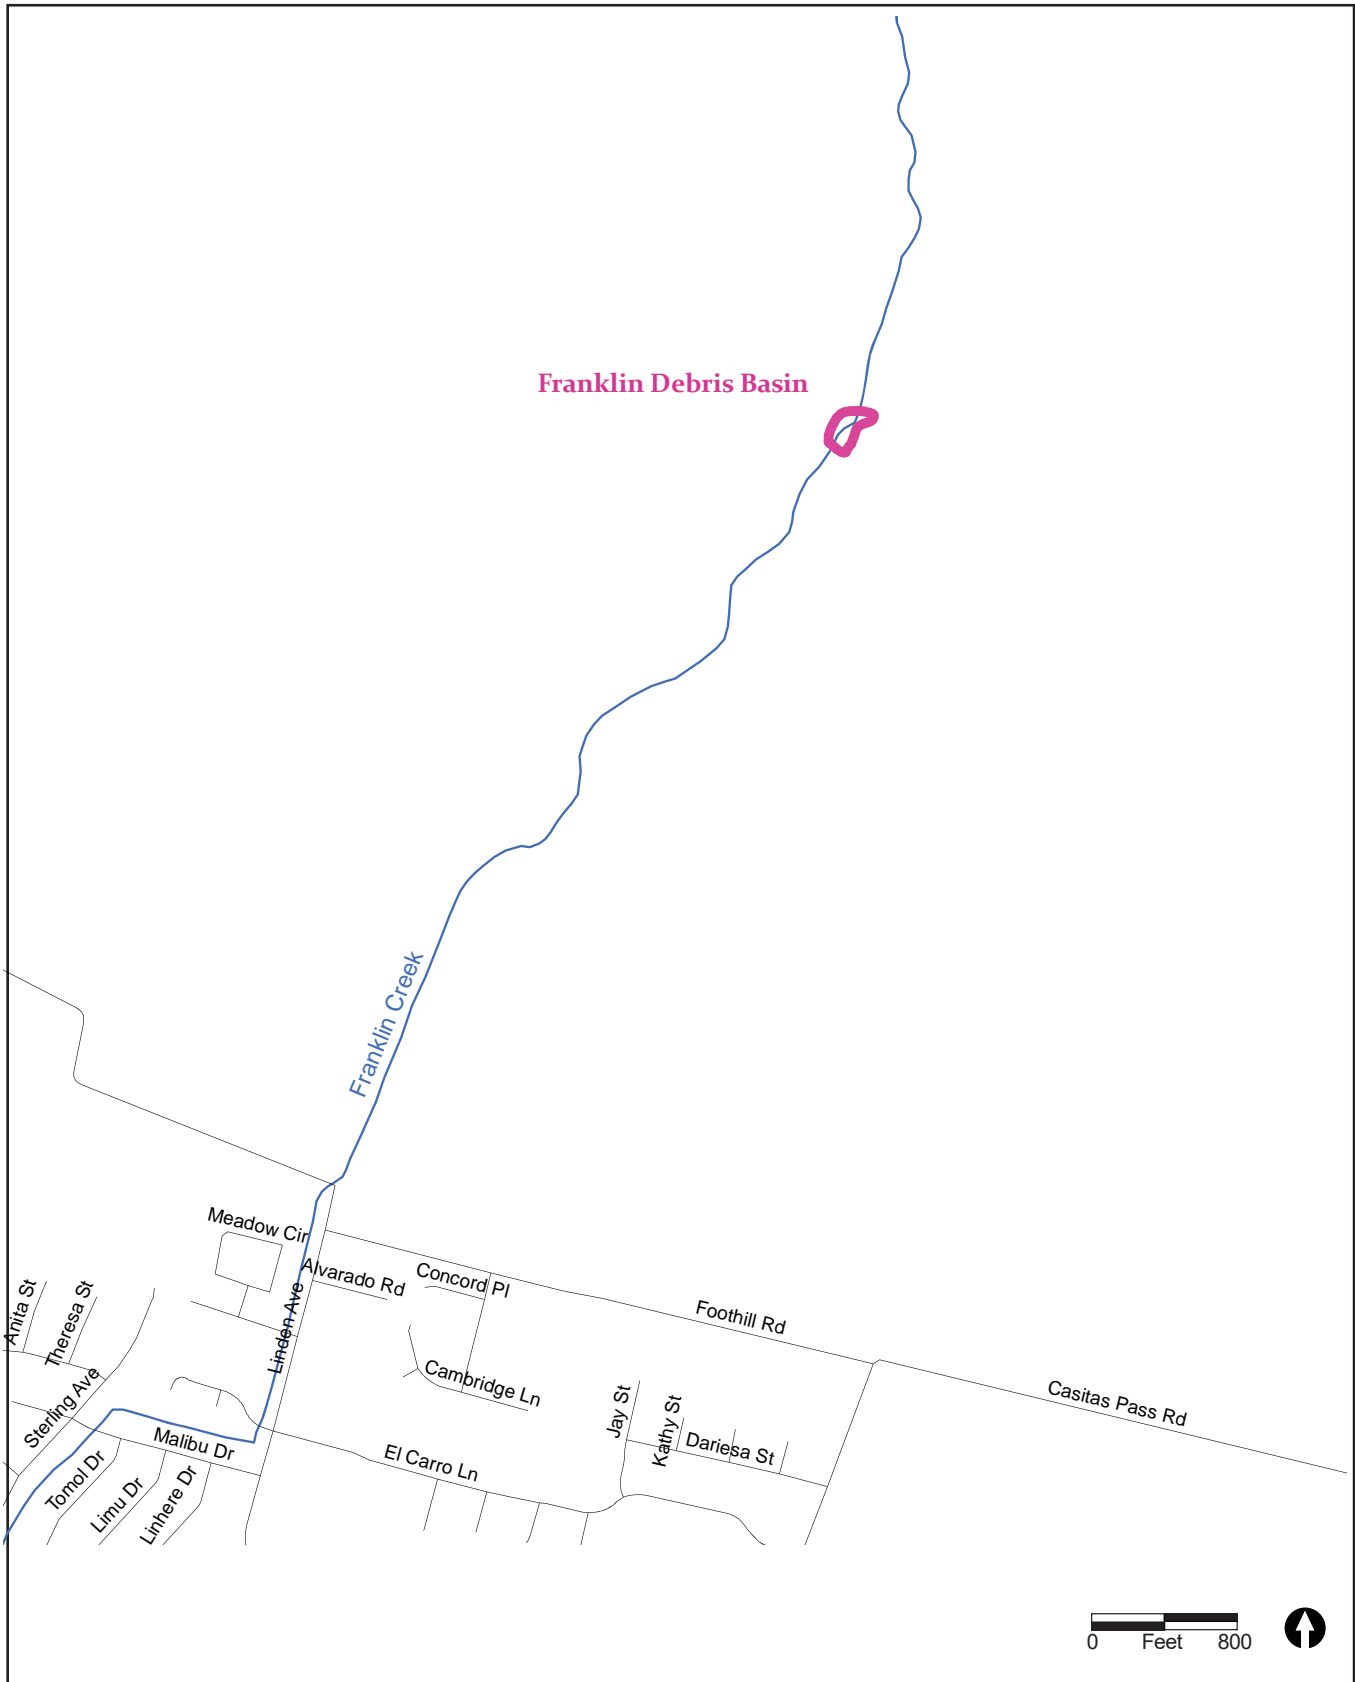 Franklin Debris Basin
Franklin Creek
Meadow Cir
Alvarado Rd
Concord Pl
Foothill Rd
Anita St
Theresa St
Linden Ave
Cambridge Ln
Casitas Pass Rd
Sterling Ave
Jay St
Kathy St
Dariesa St
Malibu Dr
El Carro Ln
Tomol Dr
Limu Dr
Linhere Dr
0 Feet 800